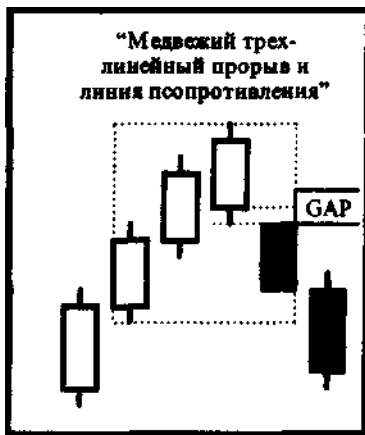 “Медвежий трех-
линейный прорыв и
линия псопротивления”
GAP